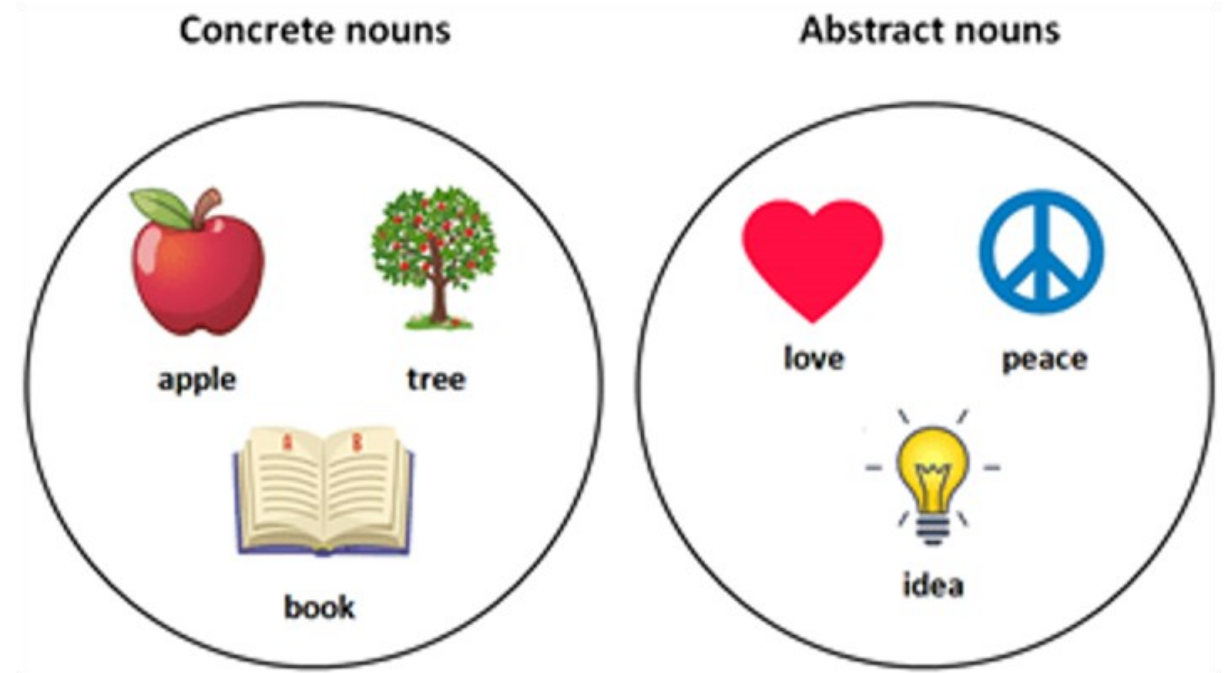 Concrete nouns
Abstract nouns
apple
tree
book
love
peace
idea